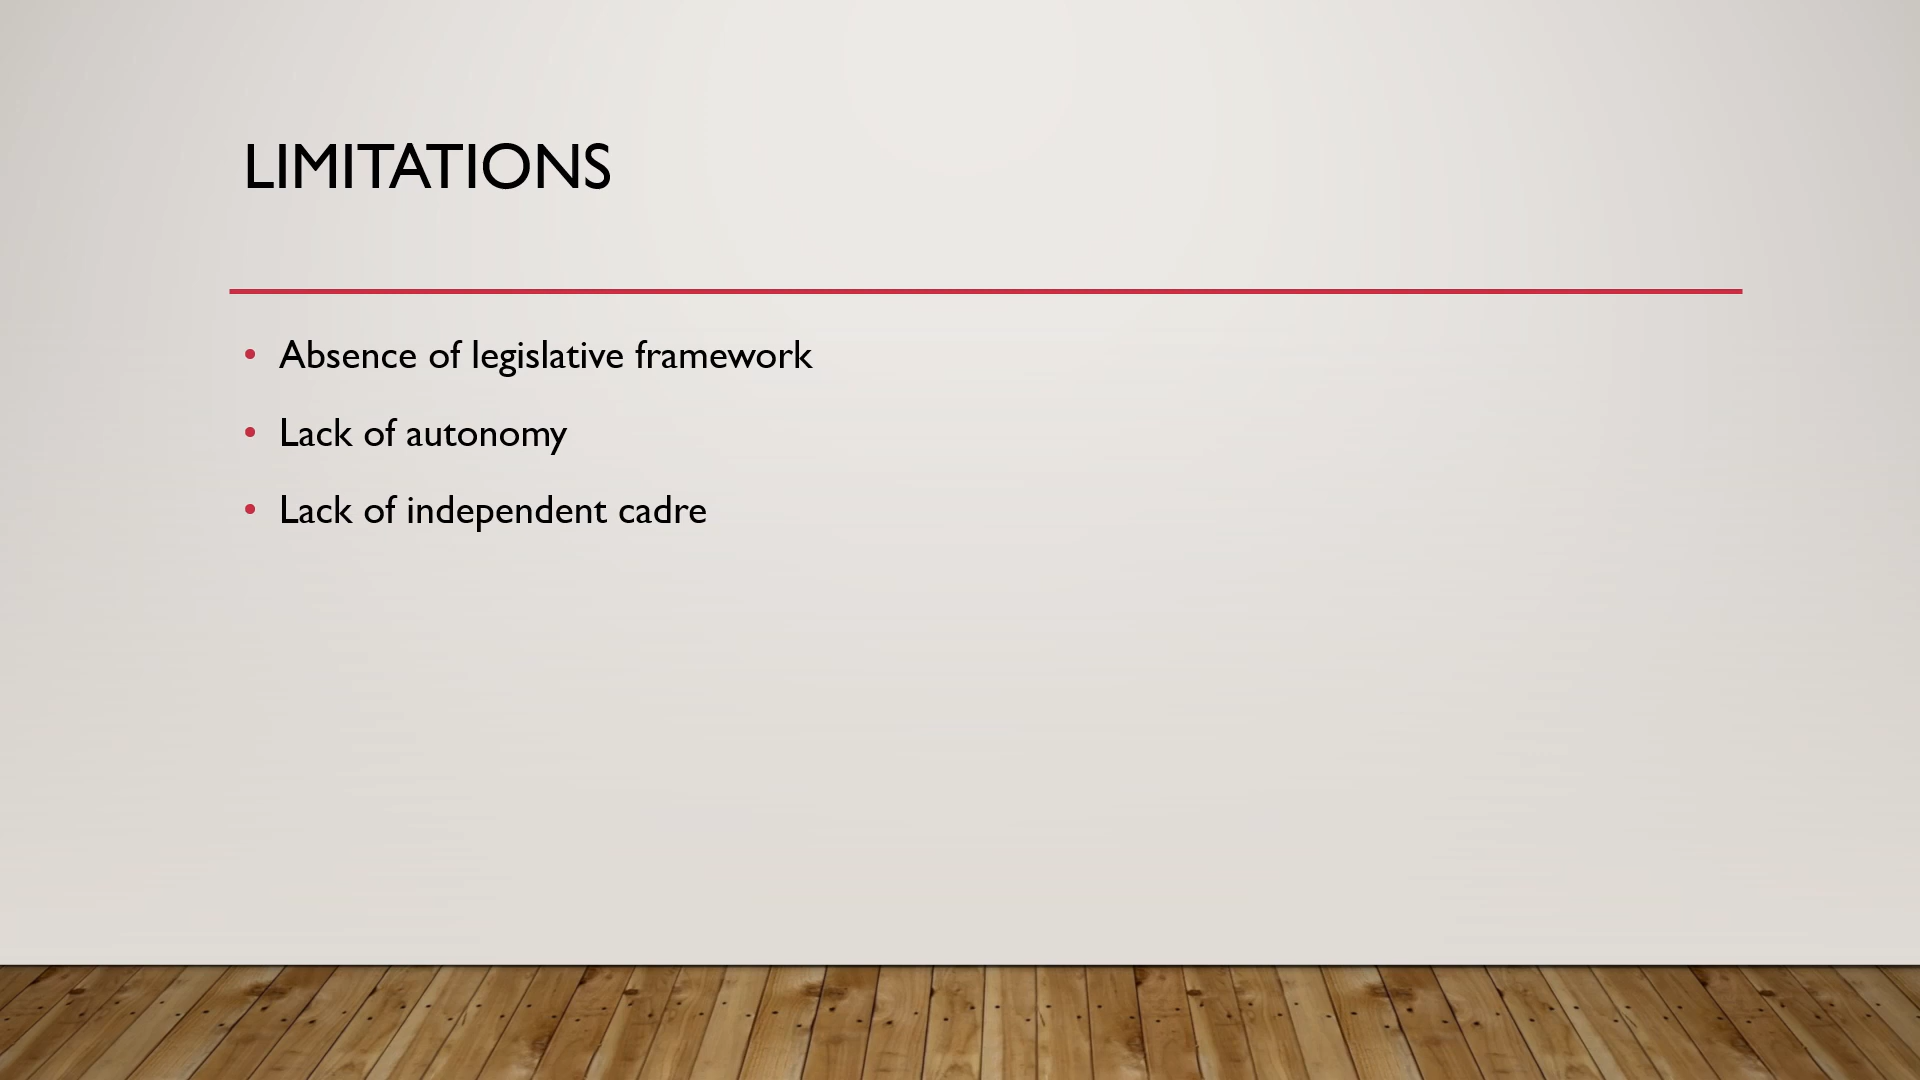 LIMITATIONS
• Absence of legislative framework
• Lack of autonomy
• Lack of independent cadre